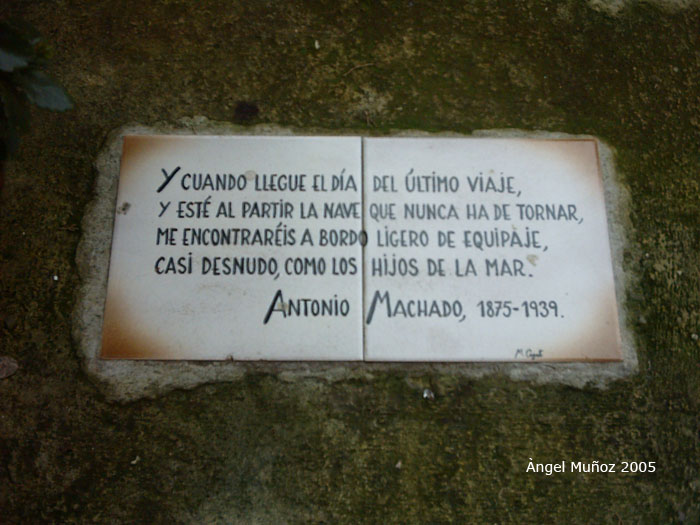 Y CUANDO LLEGUE EL DÍA DEL ÚLTIMO VIAJE,
Y ESTÉ AL PARTIR LA NAVE QUE NUNCA HA DE TORNAR,
ME ENCONTRARÉIS A BORDO LIGERO DE EQUIPAJE,
CASI DESNUDO, COMO LOS HIJOS DE LA MAR.
ANTONIO MACHADO, 1875-1939.
Àngel Muñoz 2005